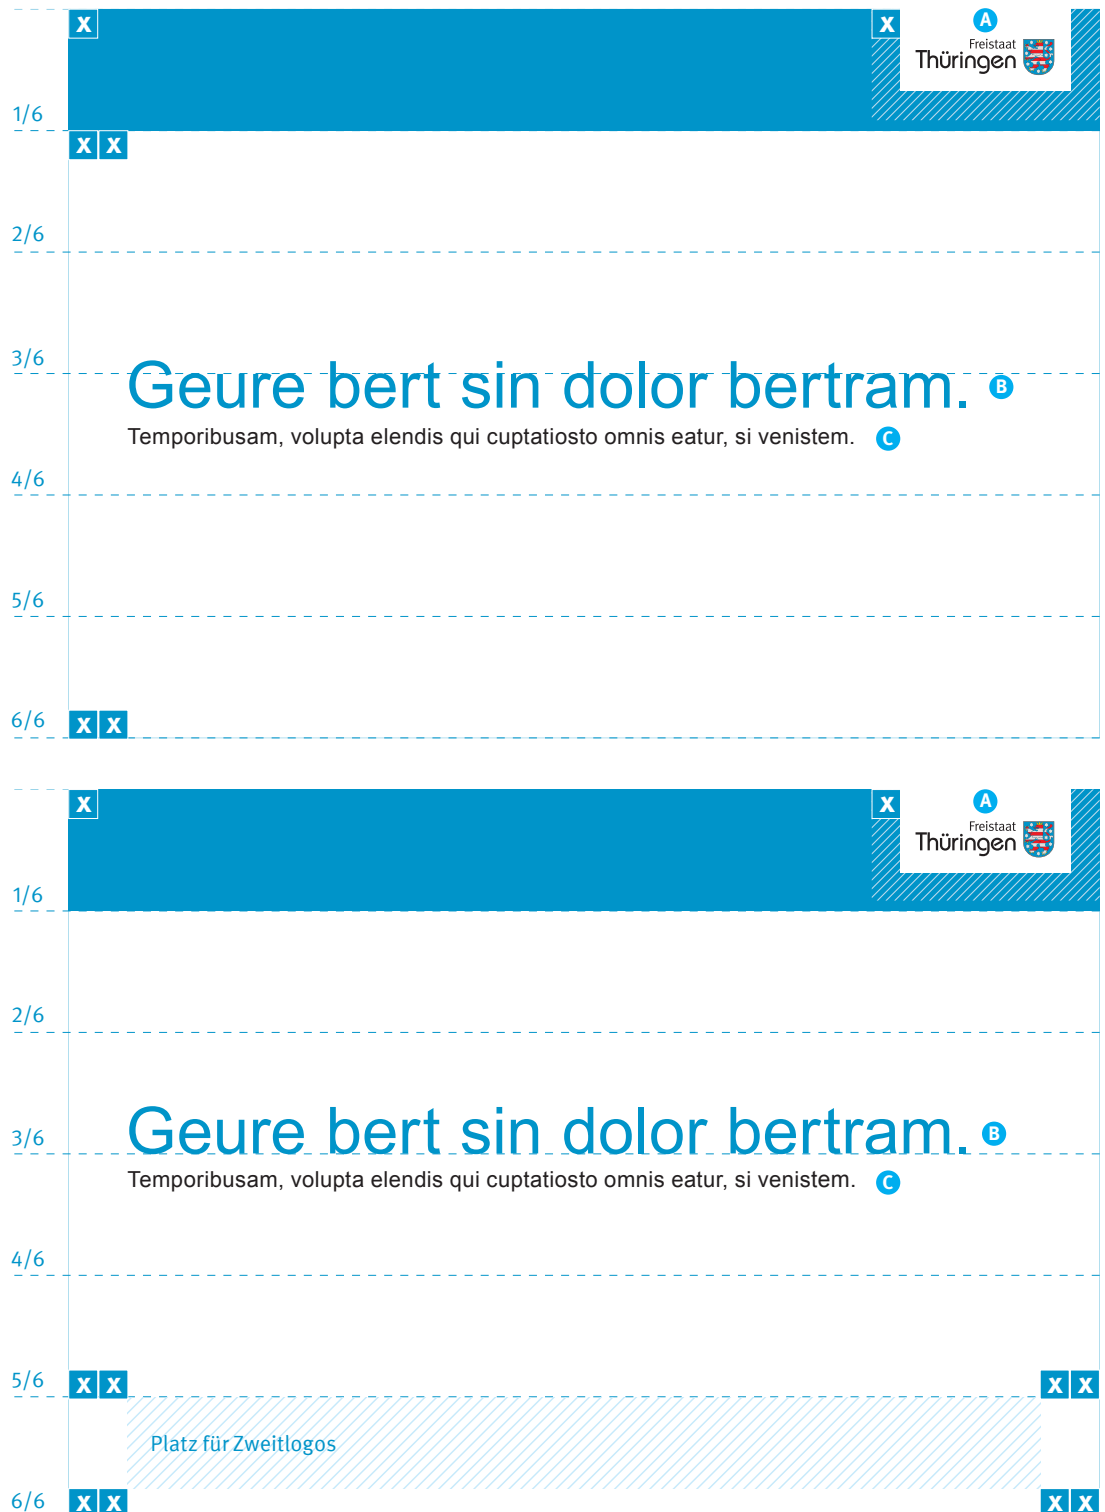 X X A
Freistaat
Thüringen
1/6
X X
2/6
3/6
Geure bert sin dolor bertram. B
Temporibusam, volupta elendis qui cuptatiosto omnis eatur, si venistem. C
4/6
5/6
6/6 X X
X X A
Freistaat
Thüringen
1/6
2/6
Geure bert sin dolor bertram. B
3/6
Temporibusam, volupta elendis qui cuptatiosto omnis eatur, si venistem. C
4/6
5/6 X X X X
Platz für Zweitlogos
6/6 X X X X